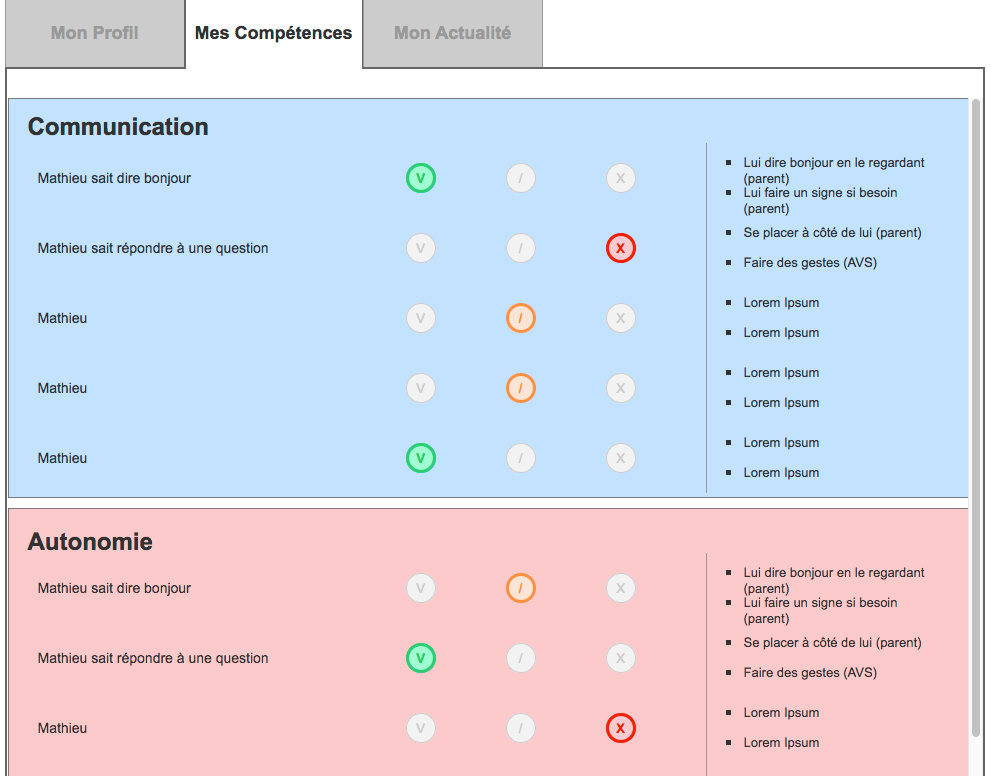 Mon Profil Mes Compétences Mon Actualité
Communication
Mathieu sait dire bonjour V / X
▪ Lui dire bonjour en le regardant
(parent)
▪ Lui faire un signe si besoin
(parent)
Mathieu sait répondre à une question V / X
▪ Se placer à côté de lui (parent)
▪ Faire des gestes (AVS)
Mathieu V / X
▪ Lorem Ipsum
▪ Lorem Ipsum
Mathieu V / X
▪ Lorem Ipsum
▪ Lorem Ipsum
Mathieu V / X
▪ Lorem Ipsum
▪ Lorem Ipsum
Autonomie
Mathieu sait dire bonjour V / X
▪ Lui dire bonjour en le regardant
(parent)
▪ Lui faire un signe si besoin
(parent)
Mathieu sait répondre à une question V / X
▪ Se placer à côté de lui (parent)
▪ Faire des gestes (AVS)
Mathieu V / X
▪ Lorem Ipsum
▪ Lorem Ipsum